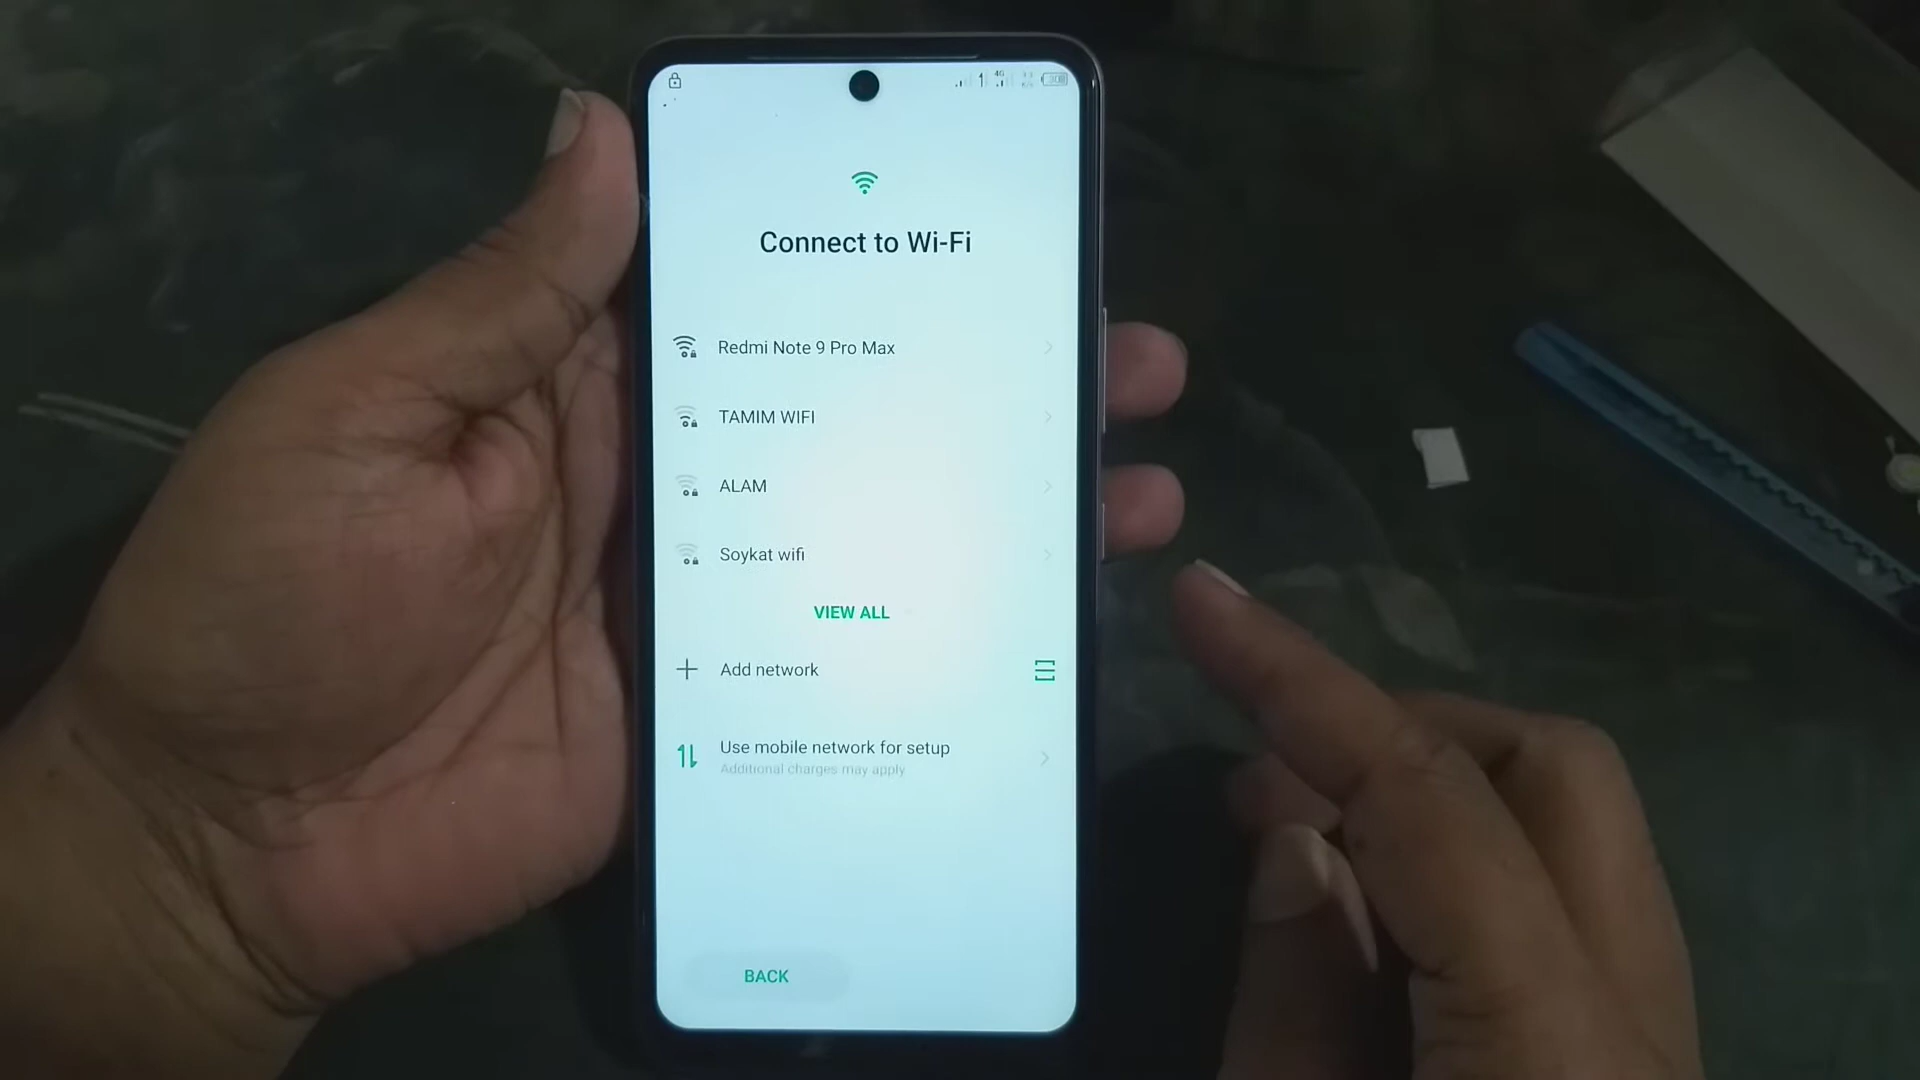 4G
Connect to Wi-Fi
Redmi Note 9 Pro Max
TAMIM WIFI
ALAM
Soykat wifi
VIEW ALL
Add network
Use mobile network for setup
Additional charges may apply
BACK